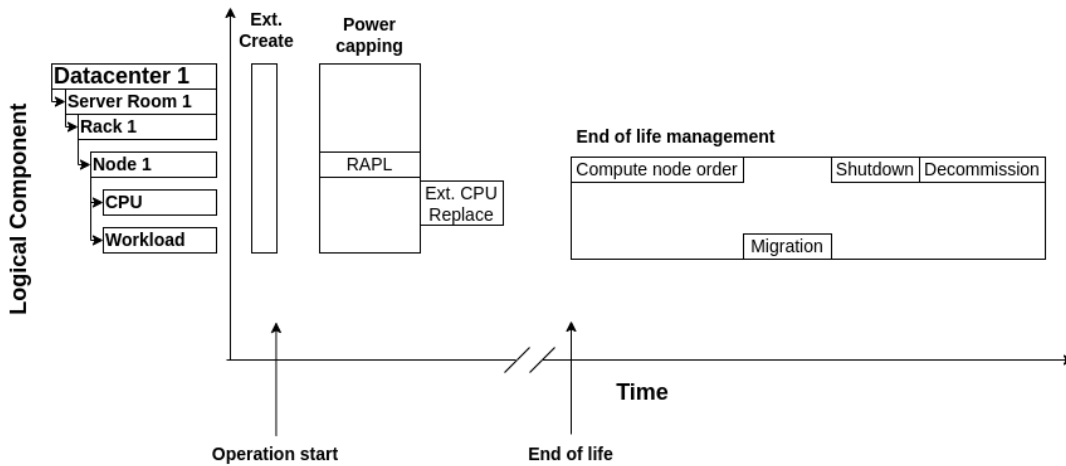 Ext.
Create
Power
capping
Datacenter 1
Server Room 1
Rack 1
Node 1
CPU
Workload
Logical Component
RAPL
Ext. CPU
Replace
End of life management
Compute node order
Shutdown
Decommission
Migration
Time
Operation start
End of life